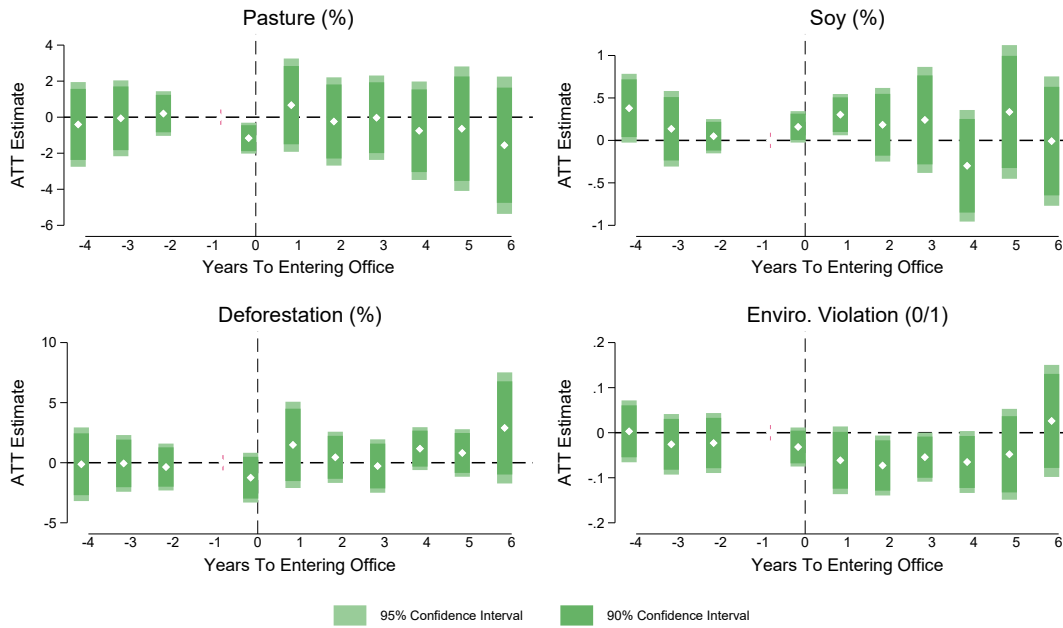 Pasture (%)
ATT Estimate
4
2
0
-2
-4
-6
-4 -3 -2 -1 0 1 2 3 4 5 6
Years To Entering Office
Soy (%)
ATT Estimate
1
.5
0
-.5
-1
-4 -3 -2 -1 0 1 2 3 4 5 6
Years To Entering Office
Deforestation (%)
ATT Estimate
10
5
0
-5
-4 -3 -2 -1 0 1 2 3 4 5 6
Years To Entering Office
Enviro. Violation (0/1)
ATT Estimate
.2
.1
0
-.1
-.2
-4 -3 -2 -1 0 1 2 3 4 5 6
Years To Entering Office
95% Confidence Interval
90% Confidence Interval